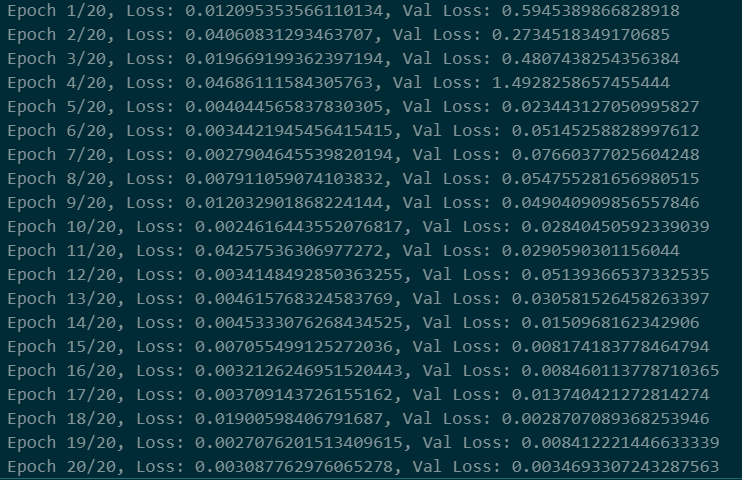 Epoch 1/20, Loss: 0.012095353566110134, Val Loss: 0.5945389866828918
Epoch 2/20, Loss: 0.04060831293463707, Val Loss: 0.2734518349170685
Epoch 3/20, Loss: 0.019669199362397194, Val Loss: 0.4807438254356384
Epoch 4/20, Loss: 0.04686111584305763, Val Loss: 1.4928258657455444
Epoch 5/20, Loss: 0.004044565837830305, Val Loss: 0.023443127050995827
Epoch 6/20, Loss: 0.0034421945456415415, Val Loss: 0.05145258828997612
Epoch 7/20, Loss: 0.0027904645539820194, Val Loss: 0.07660377025604248
Epoch 8/20, Loss: 0.007911059074103832, Val Loss: 0.054755281656980515
Epoch 9/20, Loss: 0.012032901868224144, Val Loss: 0.049040909856557846
Epoch 10/20, Loss: 0.0024616443552076817, Val Loss: 0.02840450592339039
Epoch 11/20, Loss: 0.04257536306977272, Val Loss: 0.0290590301156044
Epoch 12/20, Loss: 0.0034148492850363255, Val Loss: 0.05139366537332535
Epoch 13/20, Loss: 0.004615768324583769, Val Loss: 0.030581526458263397
Epoch 14/20, Loss: 0.0045333076268434525, Val Loss: 0.0150968162342906
Epoch 15/20, Loss: 0.007055499125272036, Val Loss: 0.008174183778464794
Epoch 16/20, Loss: 0.0032126246951520443, Val Loss: 0.008460113778710365
Epoch 17/20, Loss: 0.003709143726155162, Val Loss: 0.013740421272814274
Epoch 18/20, Loss: 0.01900598406791687, Val Loss: 0.0028707089368253946
Epoch 19/20, Loss: 0.0027076201513409615, Val Loss: 0.008412221446633339
Epoch 20/20, Loss: 0.003087762976065278, Val Loss: 0.0034693307243287563